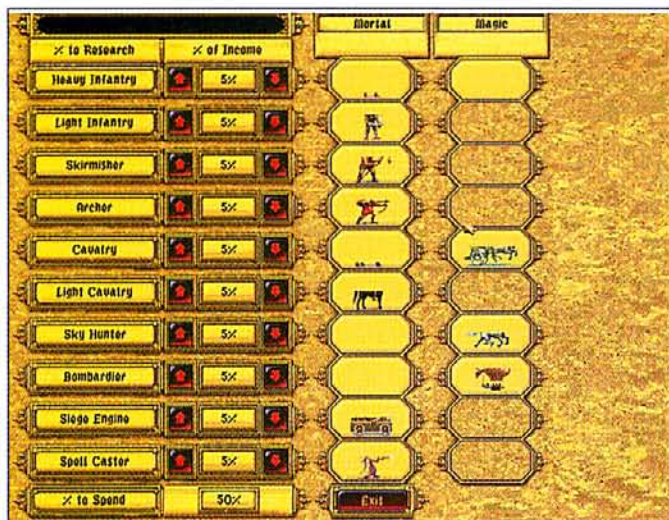 Mortal Magic
% to Research % of Income
Heavy Infantry 5%
Light Infantry 5%
Skirmisher 5%
Archer 5%
Cavalry 5%
Light Cavalry 5%
Sky Hunter 5%
Bombardier 5%
Siege Engine 5%
Spell Caster 5%
% to Spend 50% Exit